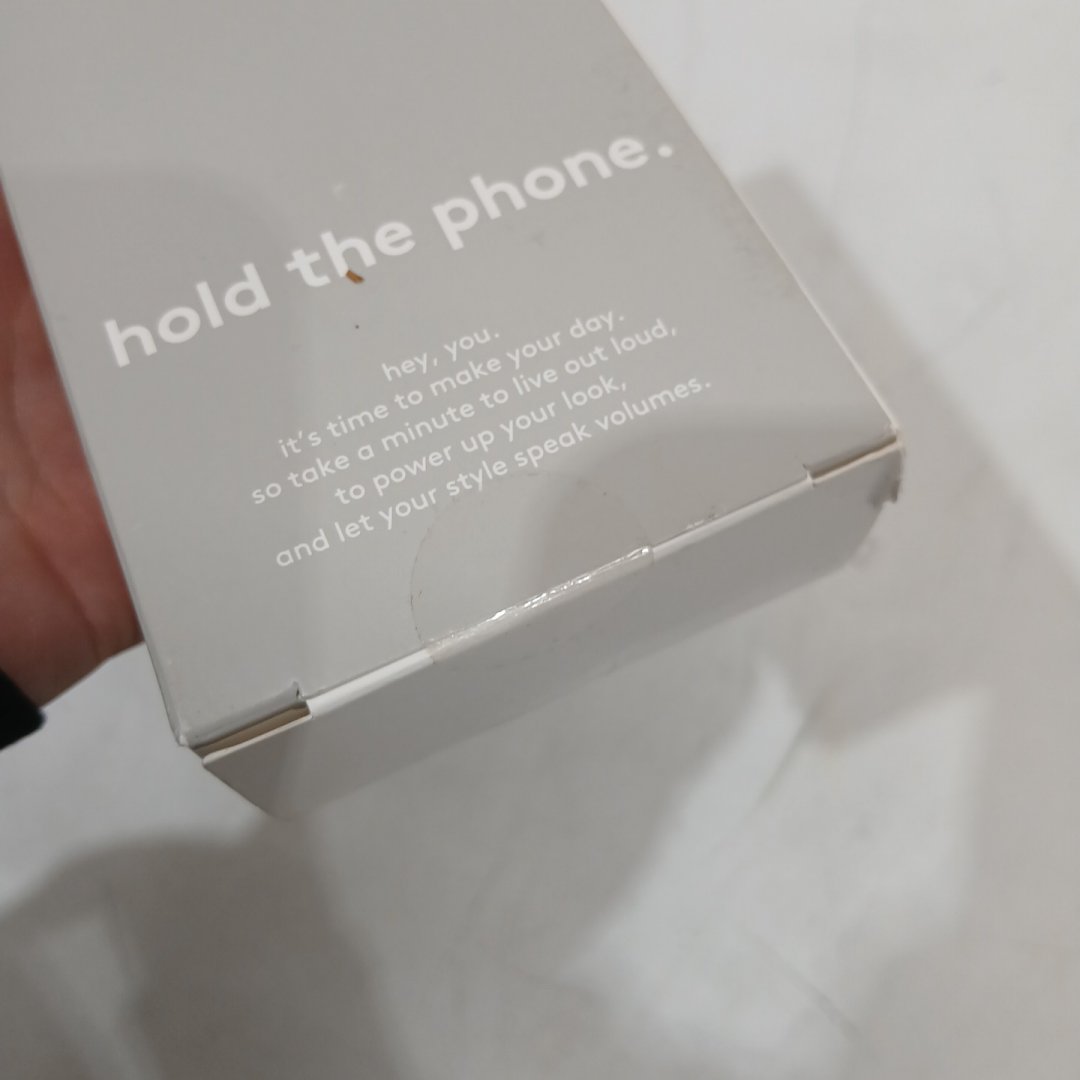 hold the phone.
hey, you.
it's time to make your day.
so take a minute to live out loud,
to power up your look,
and let your style speak volumes.